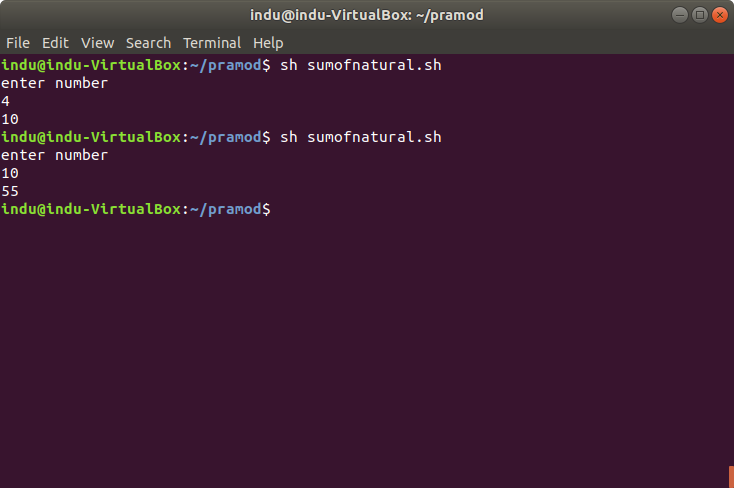 indu@indu-VirtualBox: ~/pramod
File Edit View Search Terminal Help
indu@indu-VirtualBox:~/pramod$ sh sumofnatural.sh
enter number
4
10
indu@indu-VirtualBox:~/pramod$ sh sumofnatural.sh
enter number
10
55
indu@indu-VirtualBox:~/pramod$